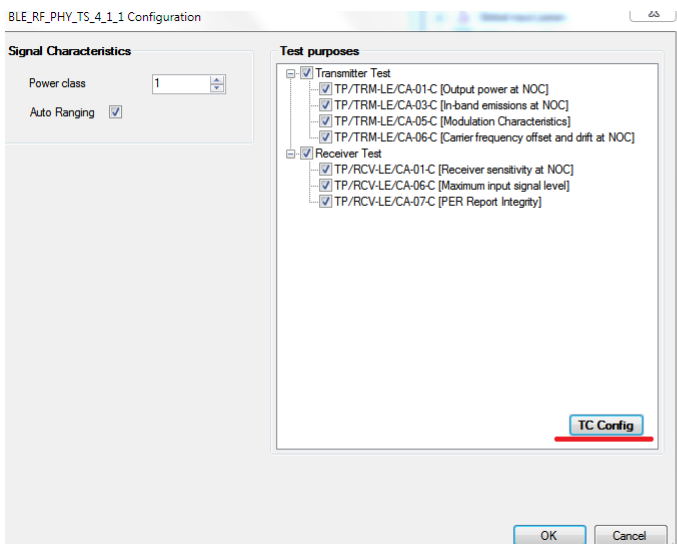 BLE_RF_PHY_TS_4_1_1 Configuration
Signal Characteristics
Power class 1
Auto Ranging
Test purposes
Transmitter Test
TP/TRM-LE/CA-01-C [Output power at NOC]
TP/TRM-LE/CA-03-C [In-band emissions at NOC]
TP/TRM-LE/CA-05-C [Modulation Characteristics]
TP/TRM-LE/CA-06-C [Carrier frequency offset and drift at NOC]
Receiver Test
TP/RCV-LE/CA-01-C [Receiver sensitivity at NOC]
TP/RCV-LE/CA-06-C [Maximum input signal level]
TP/RCV-LE/CA-07-C [PER Report Integrity]
TC Config
OK Cancel